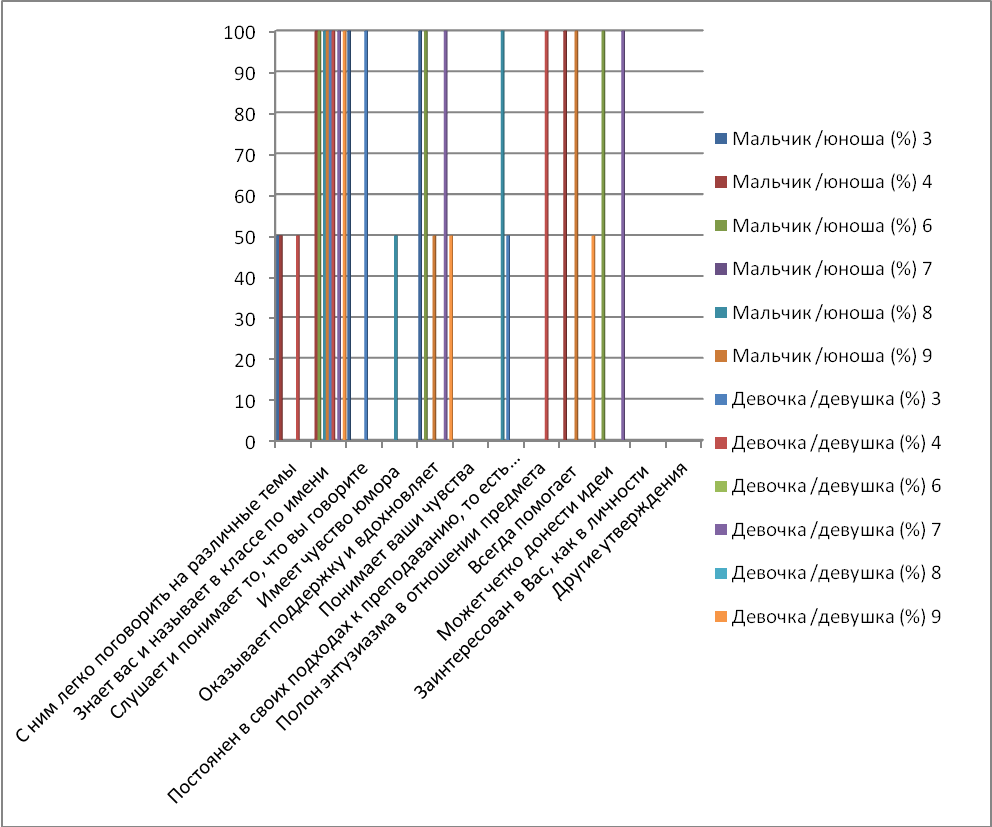 100
90
80
70
60
50
40
30
20
10
0
С ним легко поговорить на различные темы
Знает вас и называет в классе по имени
Слушает и понимает то, что вы говорите
Имеет чувство юмора
Оказывает поддержку и вдохновляет
Понимает ваши чувства
Постоянен в своих подходах к преподаванию, то есть…
Полон энтузиазма в отношении предмета
Всегда помогает
Может четко донести идеи
Заинтересован в Вас, как в личности
Другие утверждения
Мальчик /юноша (%) 3
Мальчик /юноша (%) 4
Мальчик /юноша (%) 6
Мальчик /юноша (%) 7
Мальчик /юноша (%) 8
Мальчик /юноша (%) 9
Девочка /девушка (%) 3
Девочка /девушка (%) 4
Девочка /девушка (%) 6
Девочка /девушка (%) 7
Девочка /девушка (%) 8
Девочка /девушка (%) 9